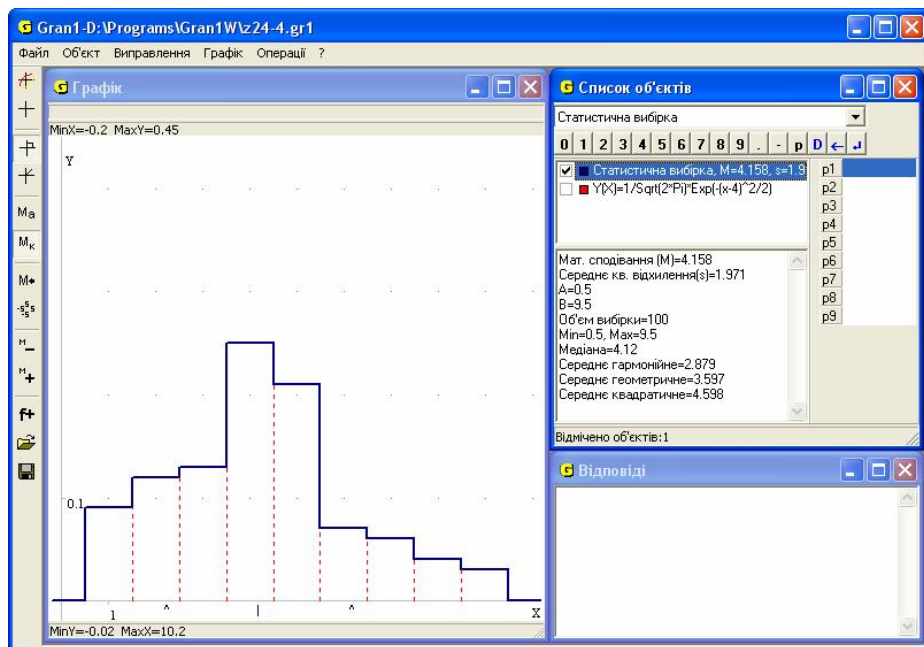 Gran1-D:\Programs\Gran1W\z24-4.gr1
Файл Об'єкт Виправлення Графік Операції ?
Графік
MinX=-0.2 MaxY=0.45
Y
0.1
1
X
MinY=-0.02 MaxX=10.2
Ma
Mк
M
M
M
f+
Список об'єктів
Статистична вибірка
0 1 2 3 4 5 6 7 8 9 . - p D ← ↲
Статистична вибірка, M=4.158, s=1.9
Y(X)=1/Sqrt(2*Pi)*Exp(-(x-4)^2/2)
p1
p2
p3
p4
p5
p6
p7
p8
p9
Мат. сподівання (M)=4.158
Середнє кв. відхилення(s)=1.971
A=0.5
B=9.5
Об'єм вибірки=100
Min=0.5, Max=9.5
Медіана=4.12
Середнє гармонійне=2.879
Середнє геометричне=3.597
Середнє квадратичне=4.598
Відмічено об'єктів:1
Відповіді